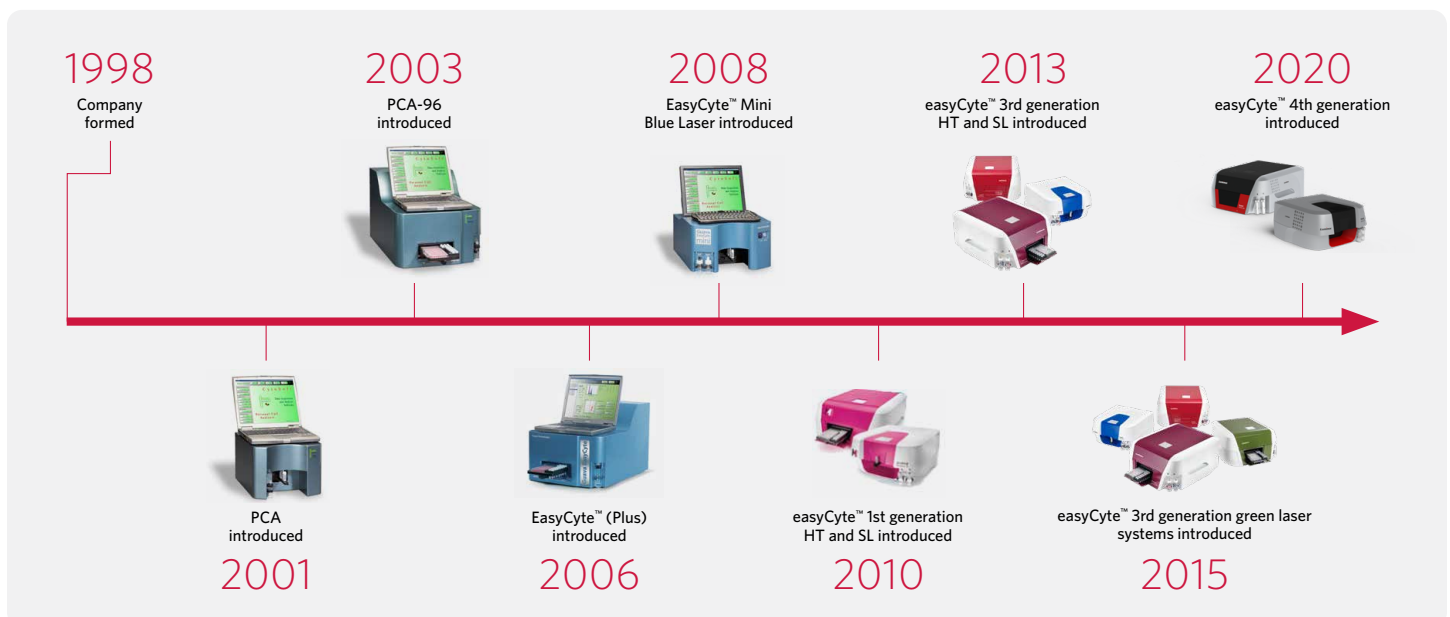 1998
Company
formed
2003
PCA-96
introduced
2008
EasyCyte™ Mini
Blue Laser introduced
2013
easyCyte™ 3rd generation
HT and SL introduced
2020
easyCyte™ 4th generation
introduced
PCA
introduced
2001
EasyCyte™ (Plus)
introduced
2006
easyCyte™ 1st generation
HT and SL introduced
2010
easyCyte™ 3rd generation green laser
systems introduced
2015